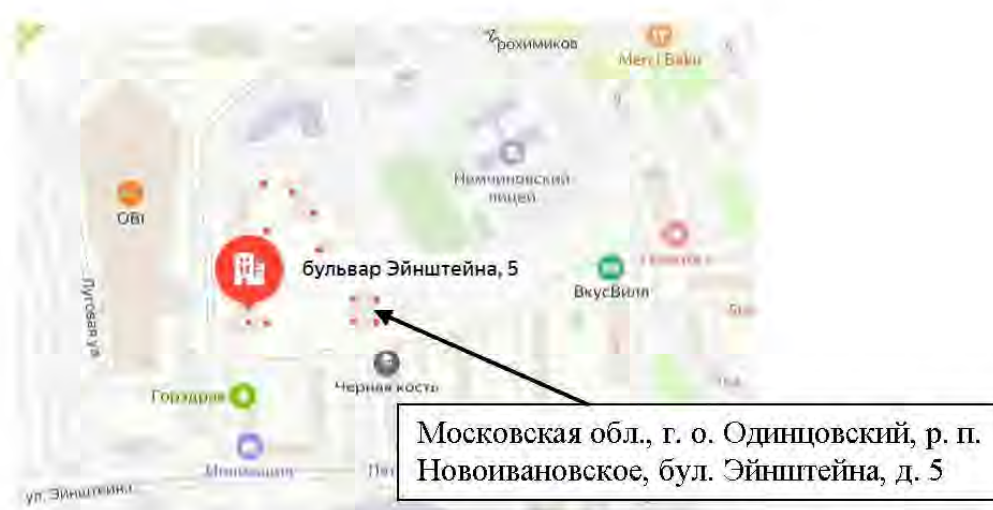 Агрохимиков
Merci Baku
Немчиновский
лицей
OBI
бульвар Эйнштейна, 5
ВкусВилл
Луговая ул
Черная кость
Горздрав
ул. Эйнштейна
Московская обл., г. о. Одинцовский, р. п.
Новоивановское, бул. Эйнштейна, д. 5